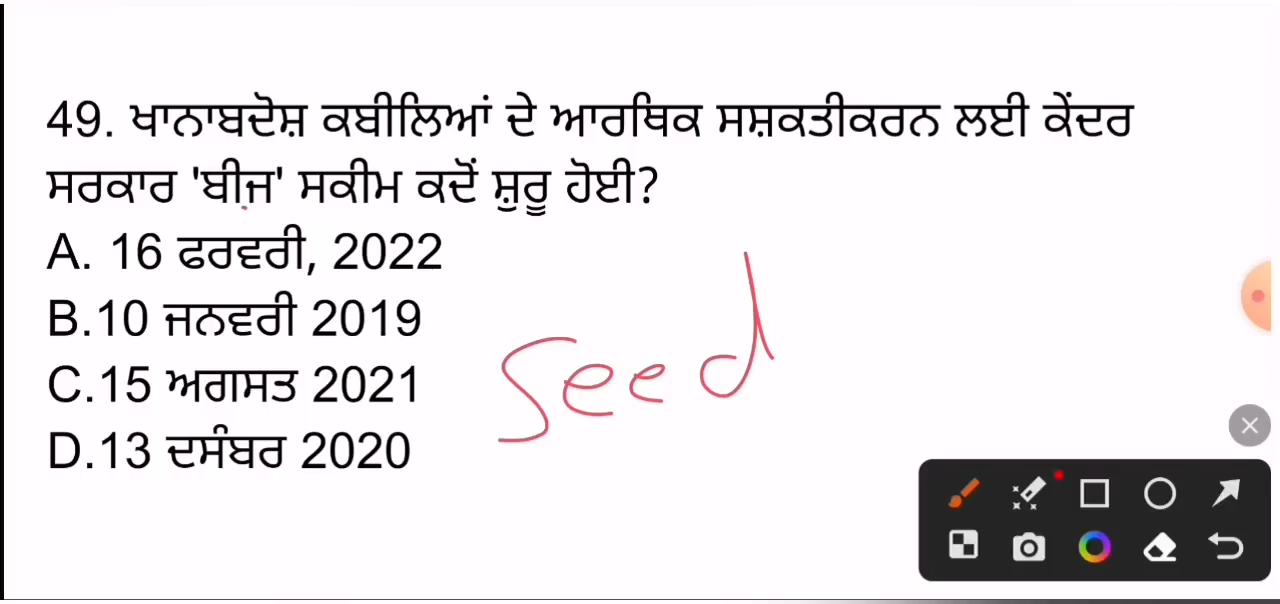 49. ਖਾਨਾਬਦੋਸ਼ ਕਬੀਲਿਆਂ ਦੇ ਆਰਥਿਕ ਸਸ਼ਕਤੀਕਰਨ ਲਈ ਕੇਂਦਰ
ਸਰਕਾਰ 'ਬੀਜ਼' ਸਕੀਮ ਕਦੋਂ ਸ਼ੁਰੂ ਹੋਈ?
A. 16 ਫਰਵਰੀ, 2022
B.10 ਜਨਵਰੀ 2019
C.15 ਅਗਸਤ 2021
D.13 ਦਸੰਬਰ 2020
Seed